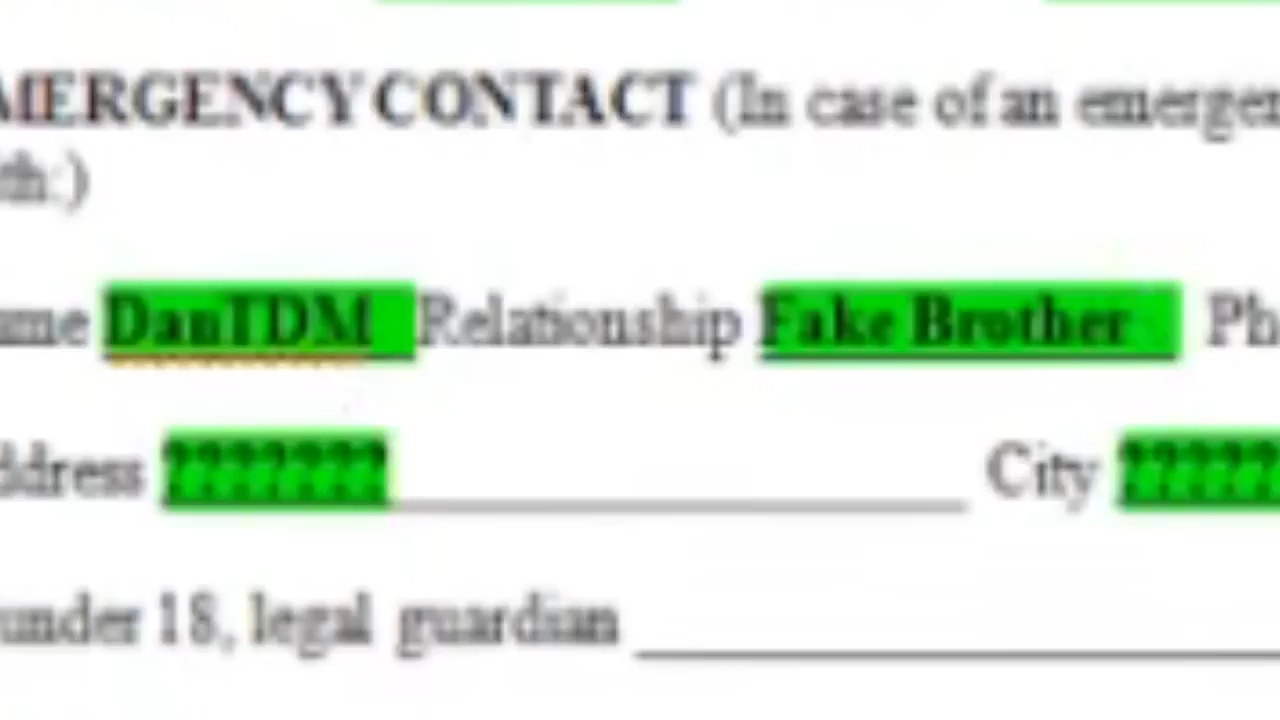 MERGENCY CONTACT (In case of an emergen
th:)
ame DanTDM Relationship Fake Brother Ph
ddress ??????? City ?????
under 18, legal guardian